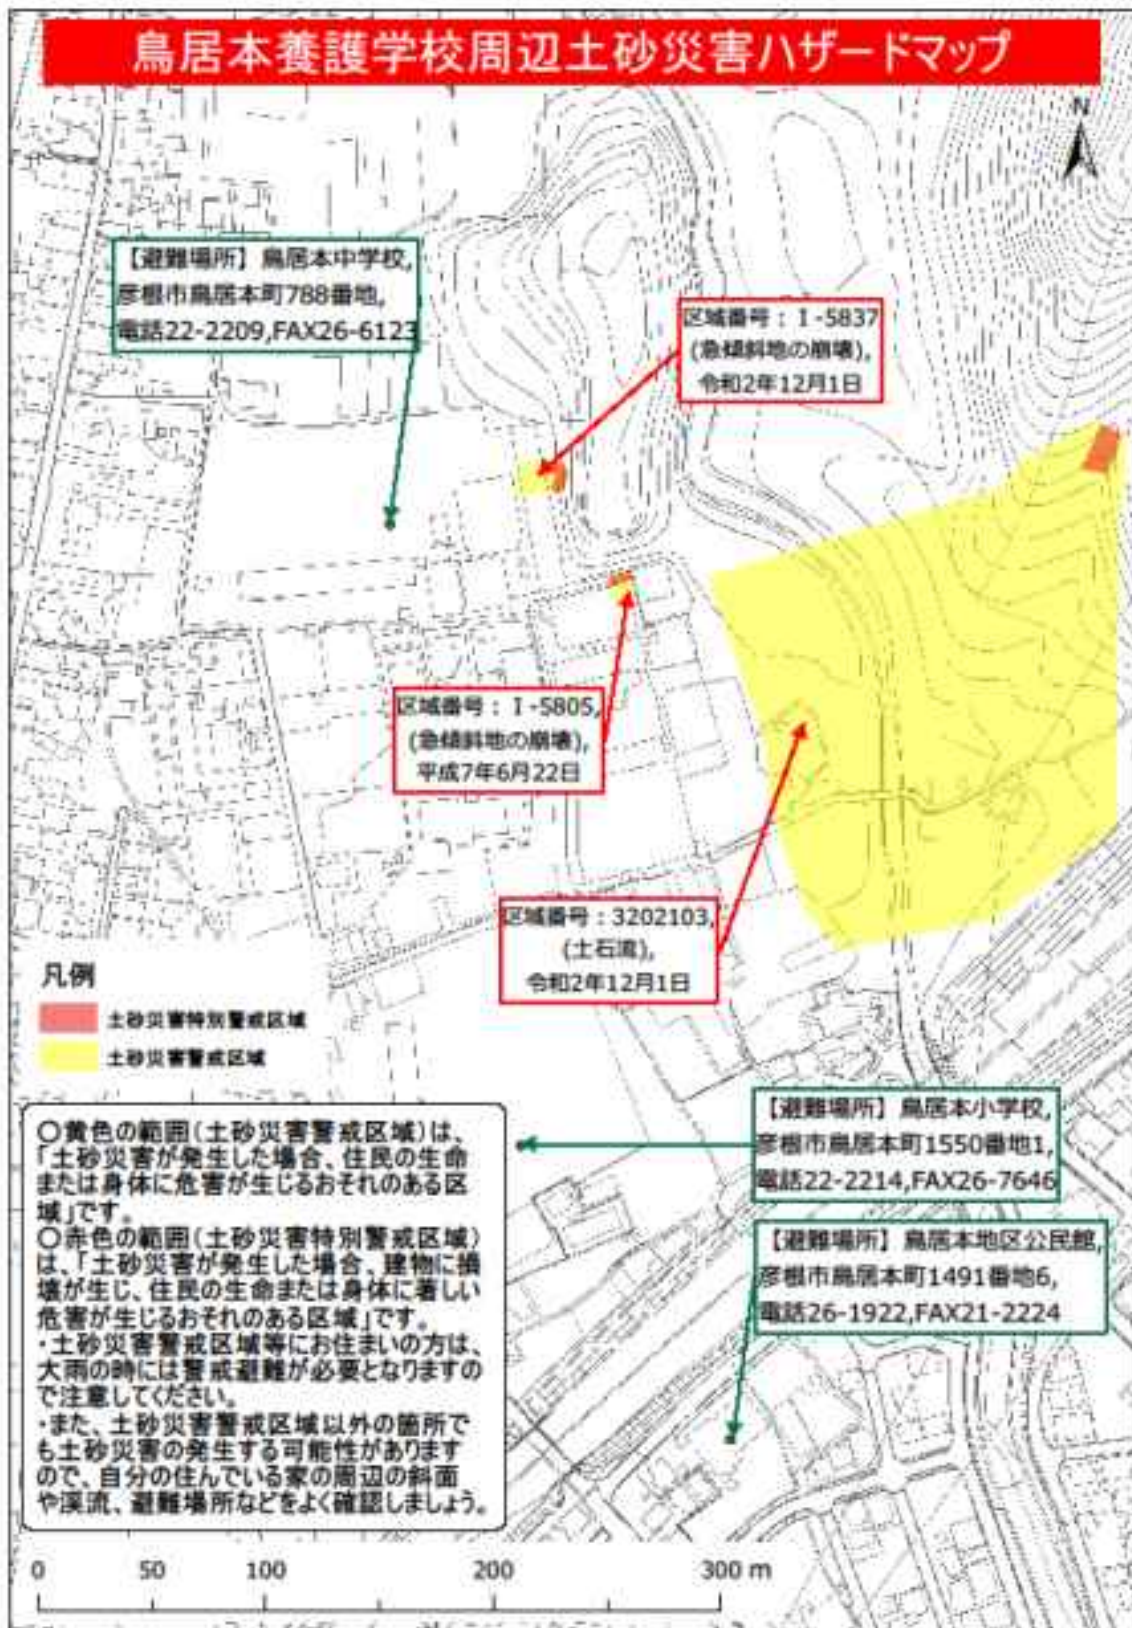 鳥居本養護学校周辺土砂災害ハザードマップ
N
【避難場所】鳥居本中学校,
彦根市鳥居本町788番地,
電話22-2209,FAX26-6123
区域番号：Ⅰ-5837
(急傾斜地の崩壊),
令和2年12月1日
区域番号：Ⅰ-5805,
(急傾斜地の崩壊),
平成7年6月22日
区域番号：3202103,
(土石流),
令和2年12月1日
凡例
土砂災害特別警戒区域
土砂災害警戒区域
【避難場所】鳥居本小学校,
彦根市鳥居本町1550番地1,
電話22-2214,FAX26-7646
【避難場所】鳥居本地区公民館,
彦根市鳥居本町1491番地6,
電話26-1922,FAX21-2224
○黄色の範囲(土砂災害警戒区域)は、
「土砂災害が発生した場合、住民の生命
または身体に危害が生じるおそれのある区
域」です。
○赤色の範囲(土砂災害特別警戒区域)
は、「土砂災害が発生した場合、建物に損
壊が生じ、住民の生命または身体に著しい
危害が生じるおそれのある区域」です。
・土砂災害警戒区域等にお住まいの方は、
大雨の時には警戒避難が必要となりますの
で注意してください。
・また、土砂災害警戒区域以外の箇所で
も土砂災害の発生する可能性があります
ので、自分の住んでいる家の周辺の斜面
や渓流、避難場所などをよく確認しましょう。
0 50 100 200 300 m